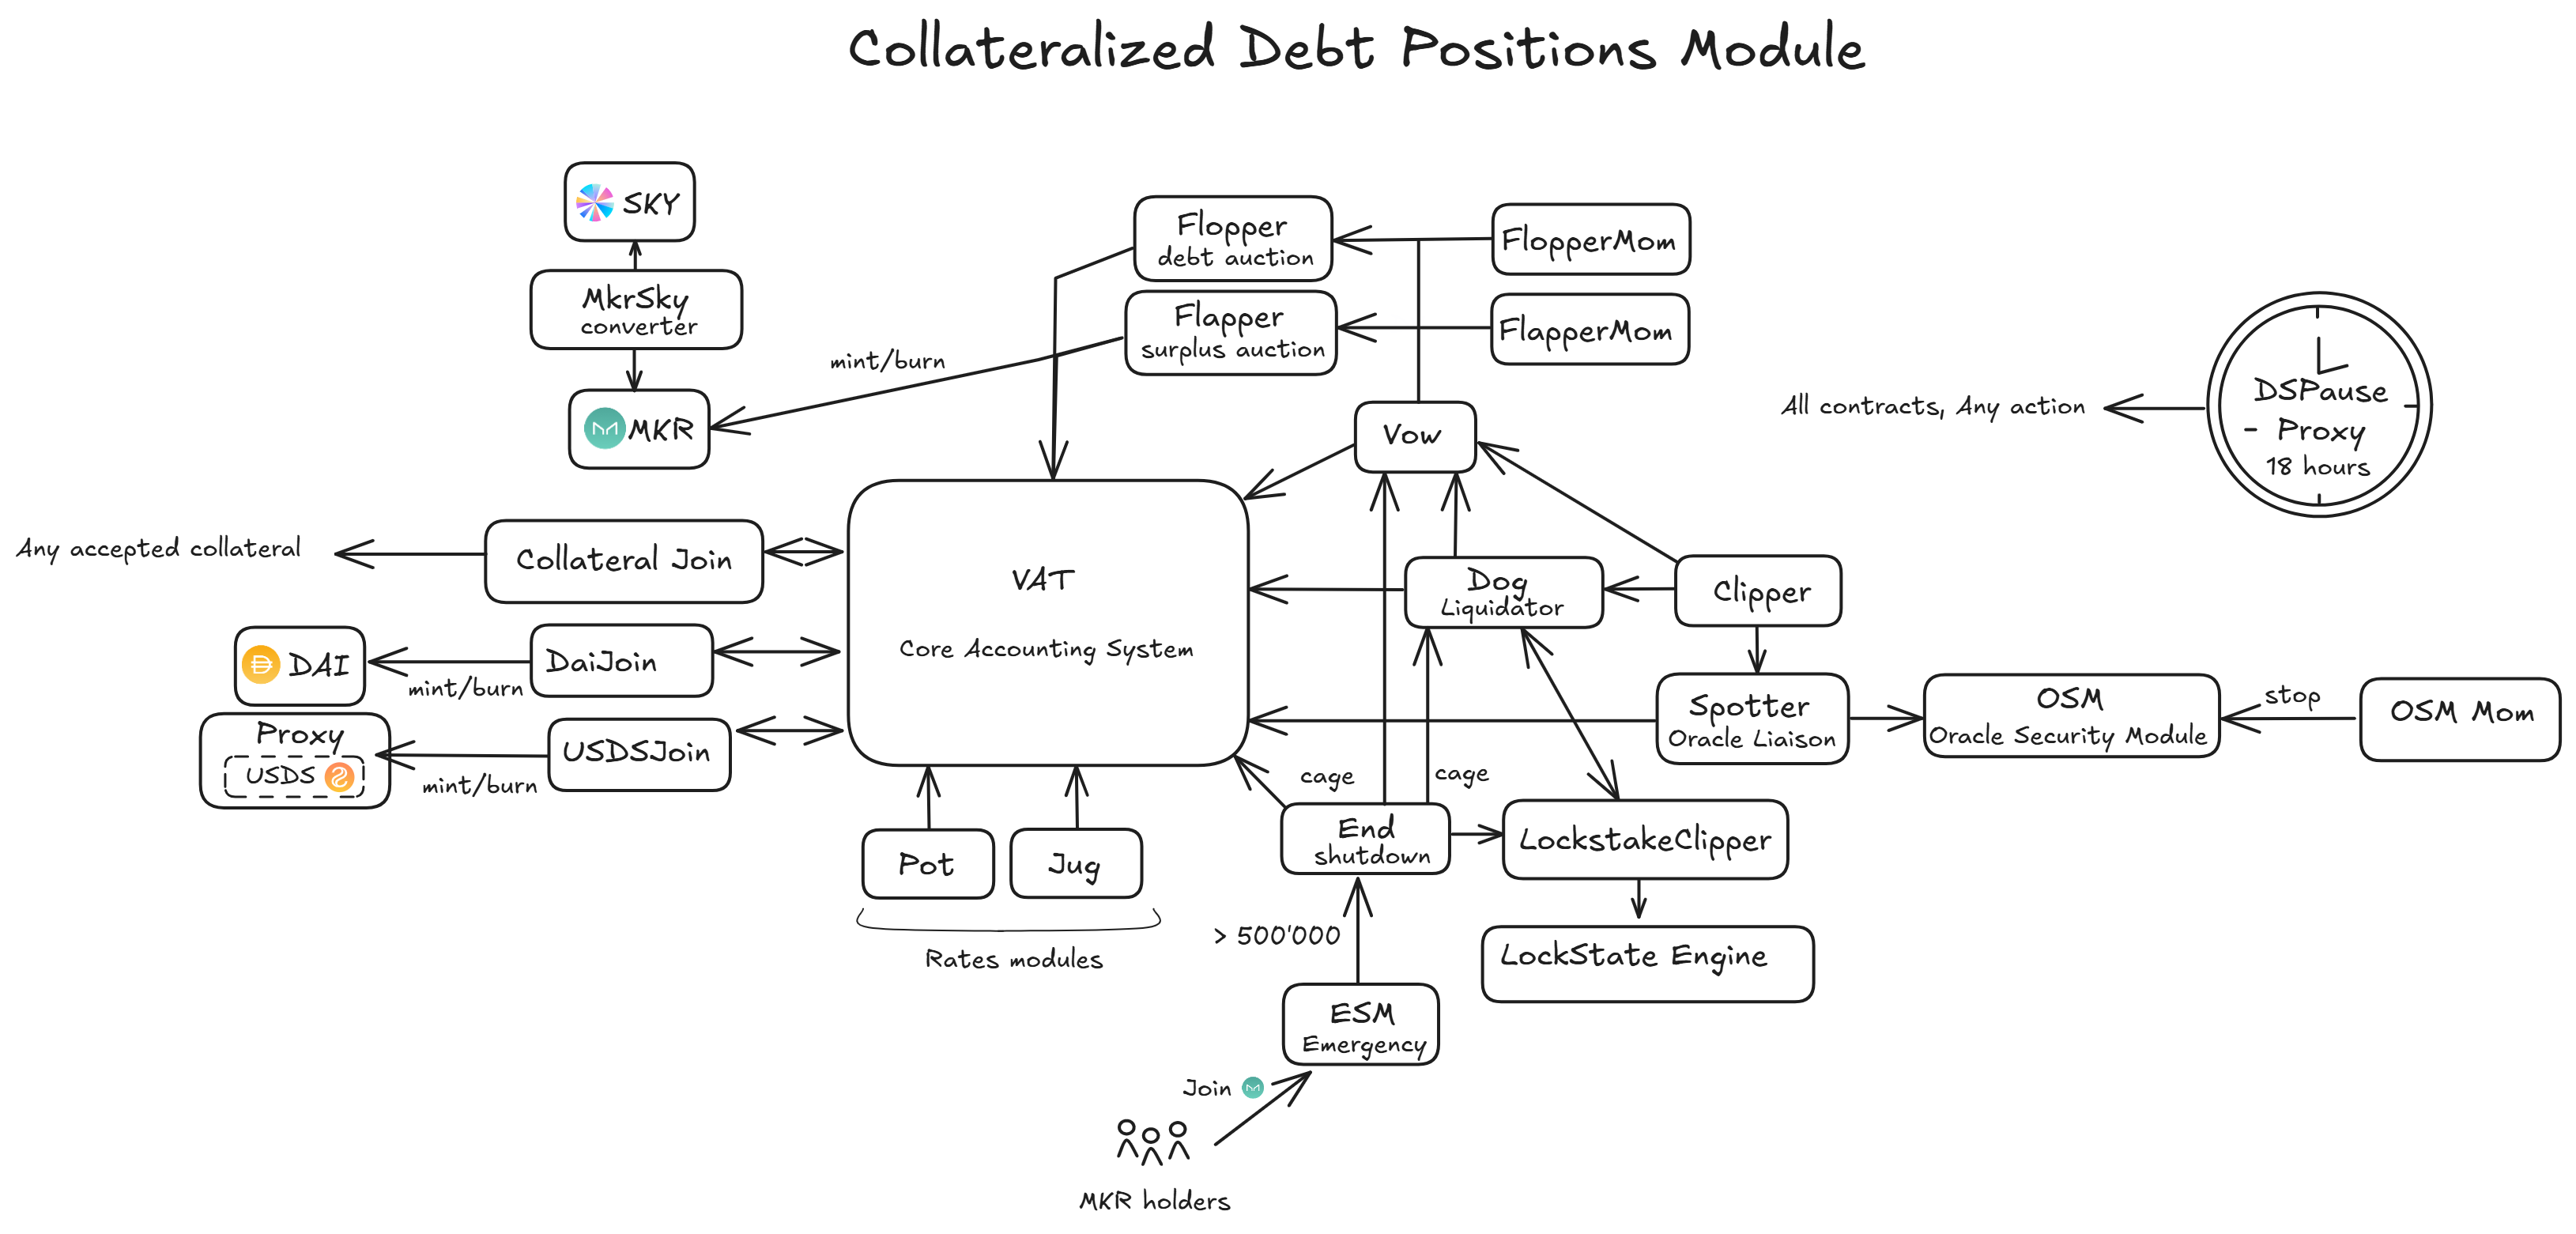 Collateralized Debt Positions Module
SKY
MkrSky
converter
MKR
mint/burn
Flopper
debt auction
Flapper
surplus auction
FlopperMom
FlapperMom
Vow
All contracts, Any action
DSPause
- Proxy
18 hours
Any accepted collateral
Collateral Join
DAI
mint/burn
DaiJoin
Proxy
USDS
mint/burn
USDSJoin
VAT
Core Accounting System
Dog
Liquidator
Clipper
Spotter
Oracle Liaison
OSM
Oracle Security Module
stop
OSM Mom
cage
cage
Pot
Jug
Rates modules
End
shutdown
LockstakeClipper
LockState Engine
> 500'000
ESM
Emergency
Join
MKR holders